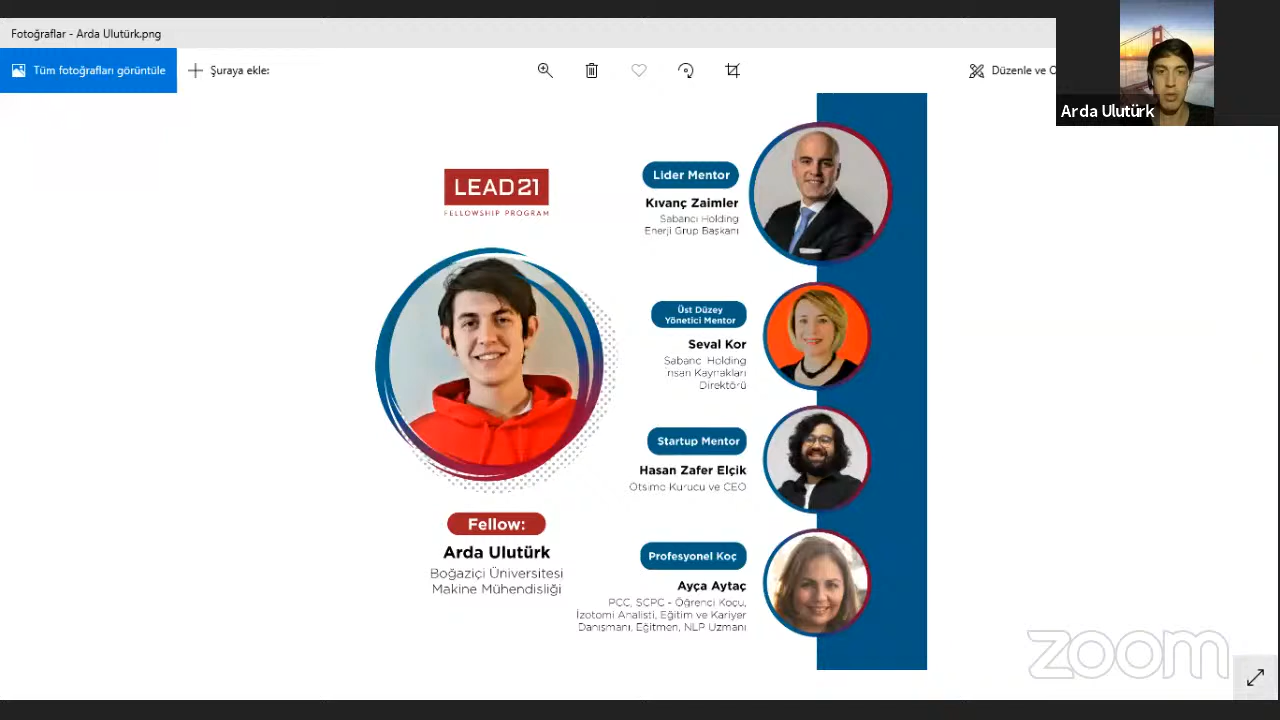 Fotoğraflar - Arda Ulutürk.png
Tüm fotoğrafları görüntüle
Şuraya ekle:
Düzenle ve O
Arda Ulutürk
LEAD21
FELLOWSHIP PROGRAM
Fellow:
Arda Ulutürk
Boğaziçi Üniversitesi
Makine Mühendisliği
Lider Mentor
Kıvanç Zaimler
Sabancı Holding
Enerji Grup Başkanı
Üst Düzey
Yönetici Mentor
Seval Kor
Sabancı Holding
İnsan Kaynakları
Direktörü
Startup Mentor
Hasan Zafer Elçik
Otsimo Kurucu ve CEO
Profesyonel Koç
Ayça Aytaç
PCC, SCPC - Öğrenci Koçu,
İzotomi Analisti, Eğitim ve Kariyer
Danışmanı, Eğitmen, NLP Uzmanı
zoom